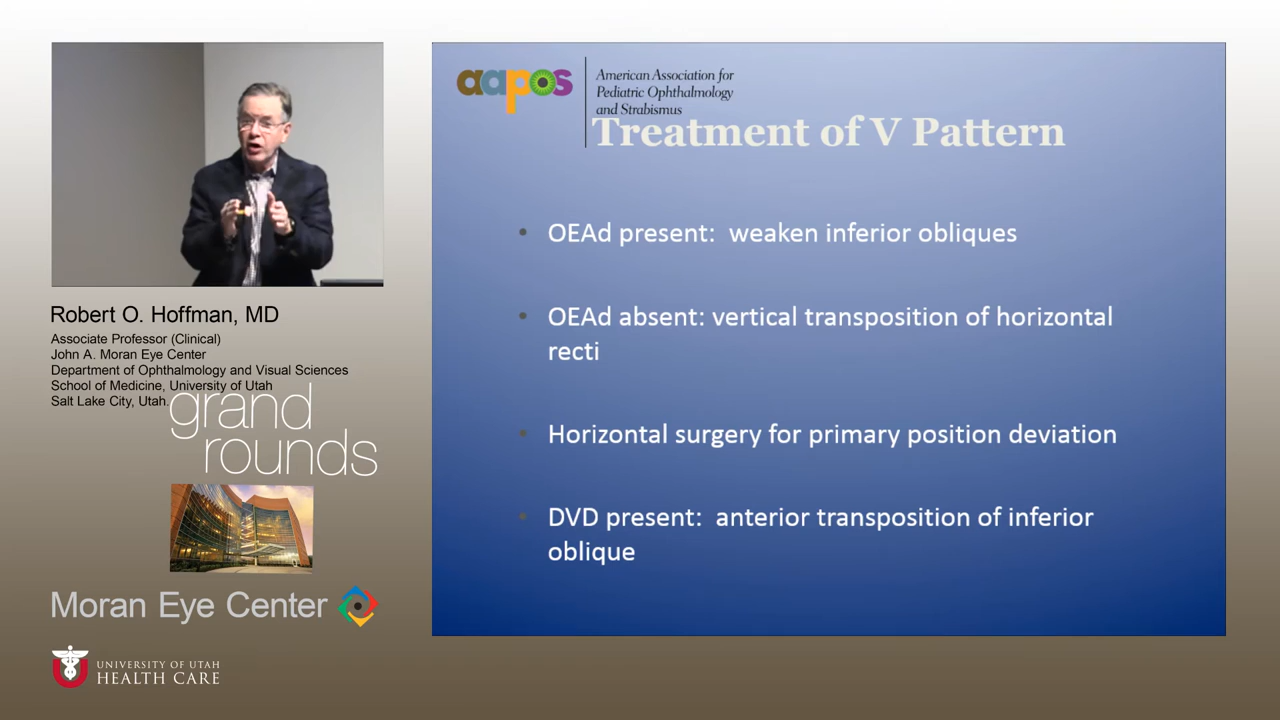 Robert O. Hoffman, MD
Associate Professor (Clinical)
John A. Moran Eye Center
Department of Ophthalmology and Visual Sciences
School of Medicine, University of Utah
Salt Lake City, Utah.
grand
rounds
Moran Eye Center
UNIVERSITY OF UTAH
HEALTH CARE
aapos
American Association for
Pediatric Ophthalmology
and Strabismus
Treatment of V Pattern
• OEAd present: weaken inferior obliques
• OEAd absent: vertical transposition of horizontal
recti
• Horizontal surgery for primary position deviation
• DVD present: anterior transposition of inferior
oblique